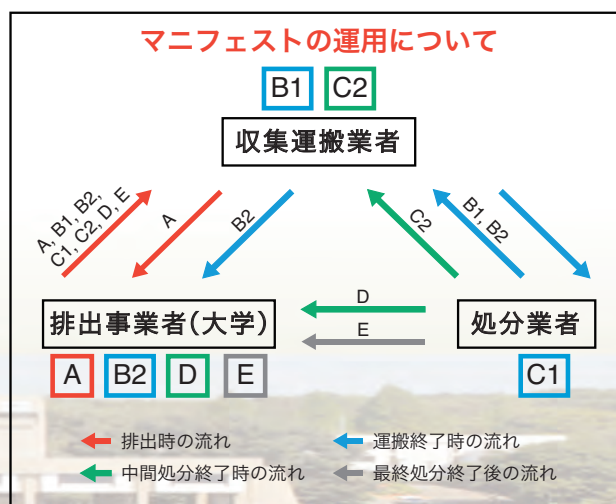 マニフェストの運用について
B1 C2
収集運搬業者
A, B1, B2,
C1, C2, D, E
A
B2
C2
B1, B2
D
E
排出事業者(大学)
処分業者
A B2 D E
C1
排出時の流れ
運搬終了時の流れ
中間処分終了時の流れ
最終処分終了後の流れ